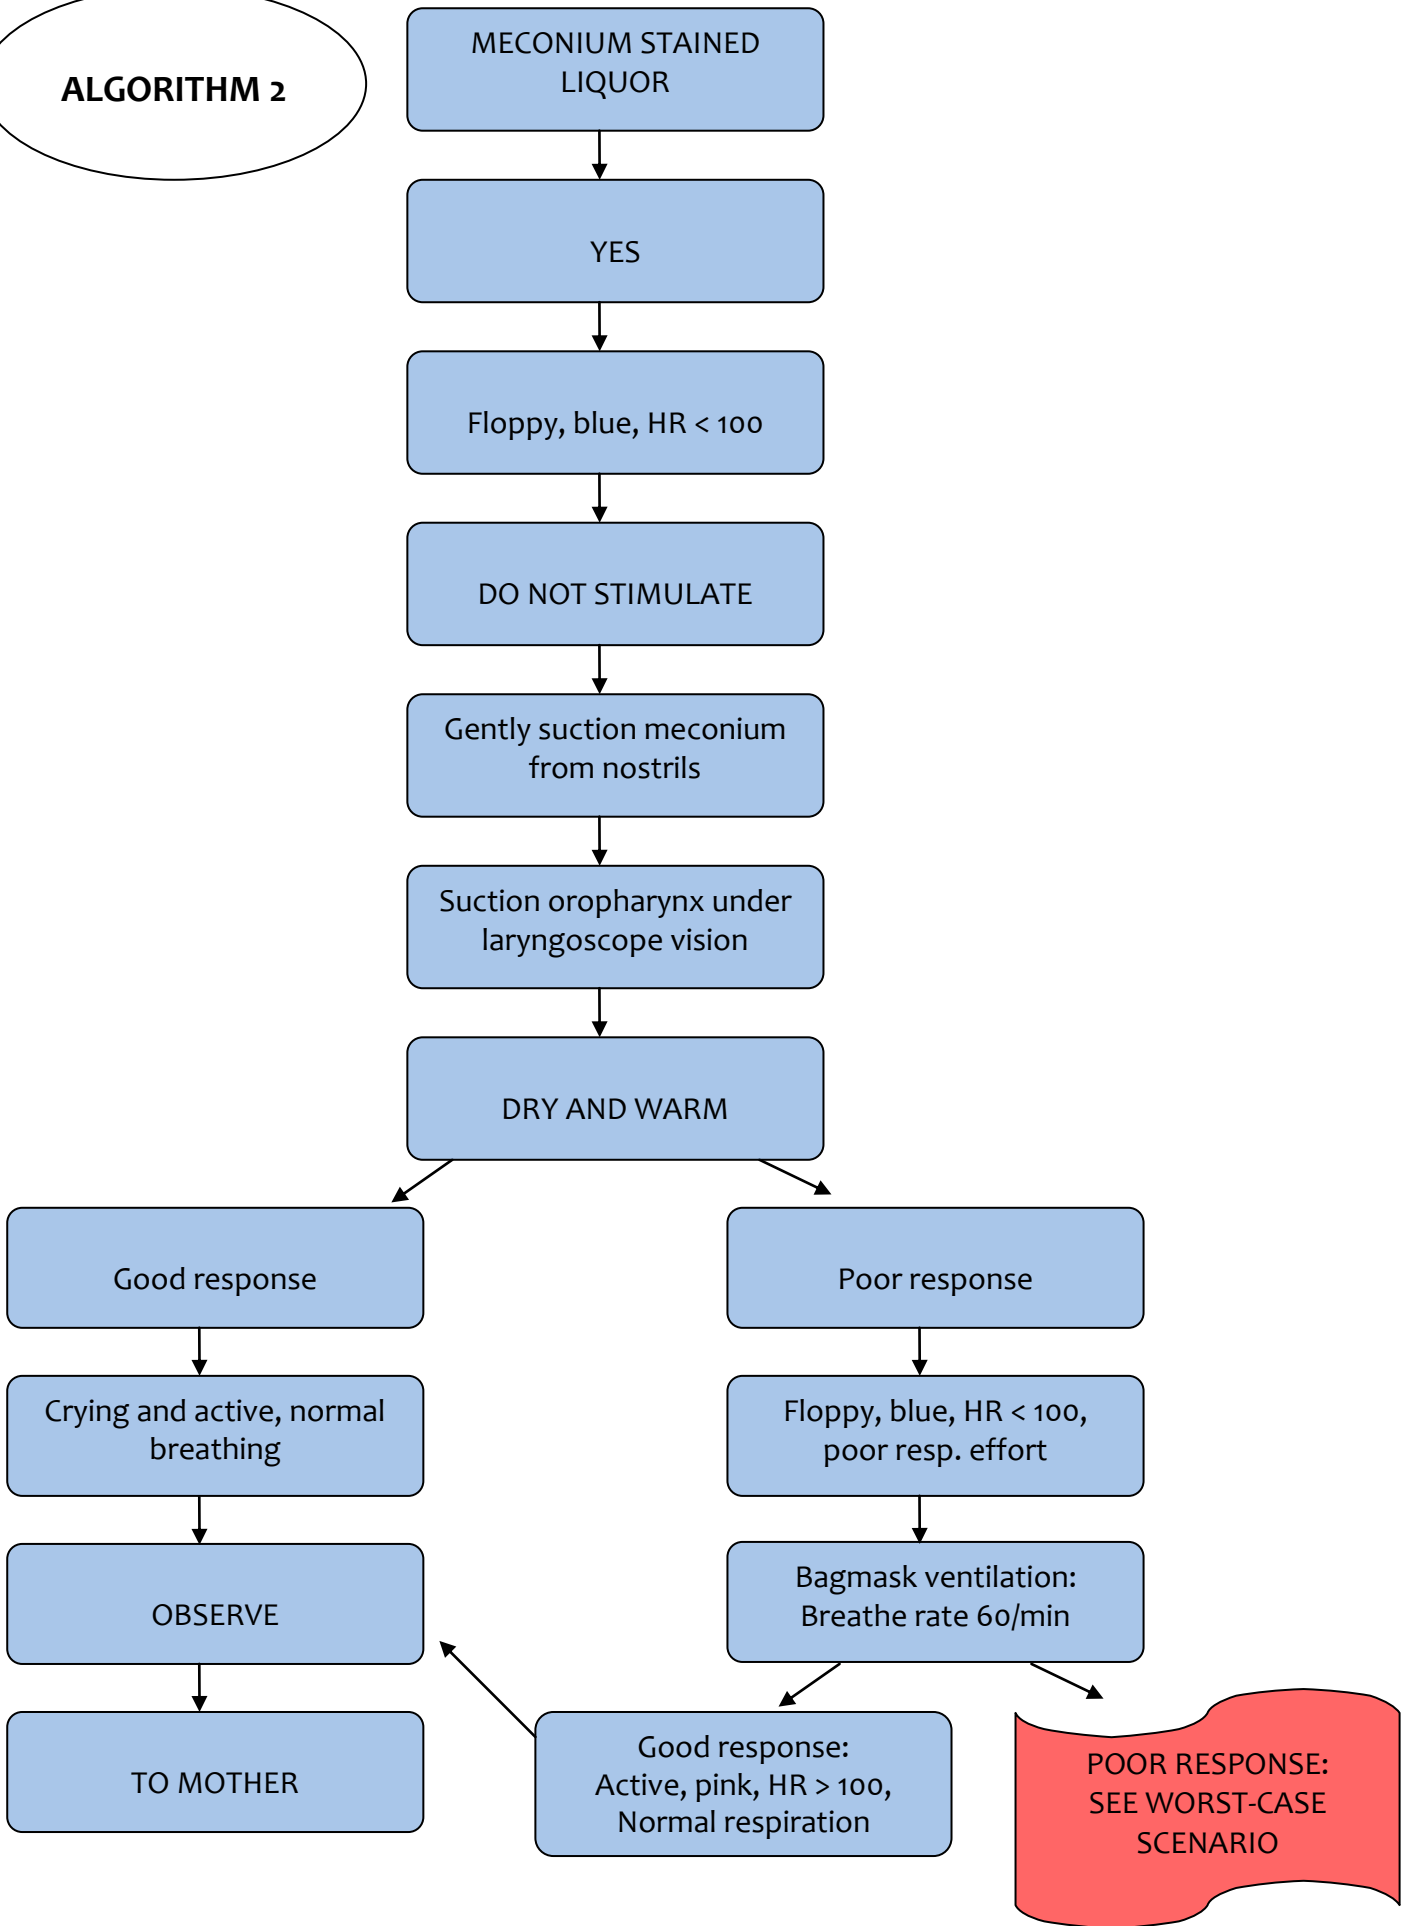 ALGORITHM 2
MECONIUM STAINED
LIQUOR
YES
Floppy, blue, HR < 100
DO NOT STIMULATE
Gently suction meconium
from nostrils
Suction oropharynx under
laryngoscope vision
DRY AND WARM
Good response
Poor response
Crying and active, normal
breathing
Floppy, blue, HR < 100,
poor resp. effort
OBSERVE
Bagmask ventilation:
Breathe rate 60/min
TO MOTHER
Good response:
Active, pink, HR > 100,
Normal respiration
POOR RESPONSE:
SEE WORST-CASE
SCENARIO